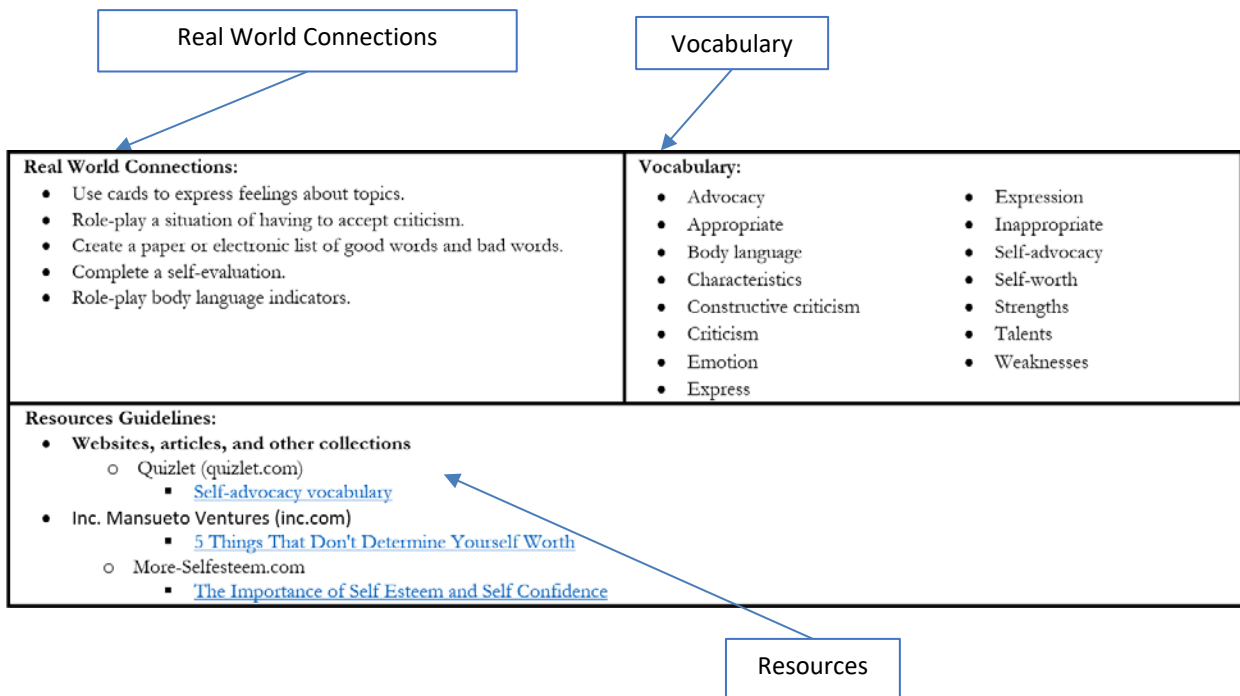 Real World Connections
Vocabulary
Real World Connections:
• Use cards to express feelings about topics.
• Role-play a situation of having to accept criticism.
• Create a paper or electronic list of good words and bad words.
• Complete a self-evaluation.
• Role-play body language indicators.
Vocabulary:
• Advocacy
• Appropriate
• Body language
• Characteristics
• Constructive criticism
• Criticism
• Emotion
• Express
• Expression
• Inappropriate
• Self-advocacy
• Self-worth
• Strengths
• Talents
• Weaknesses
Resources Guidelines:
• Websites, articles, and other collections
o Quizlet (quizlet.com)
▪ Self-advocacy vocabulary
• Inc. Mansueto Ventures (inc.com)
▪ 5 Things That Don't Determine Yourself Worth
o More-Selfesteem.com
▪ The Importance of Self Esteem and Self Confidence
Resources